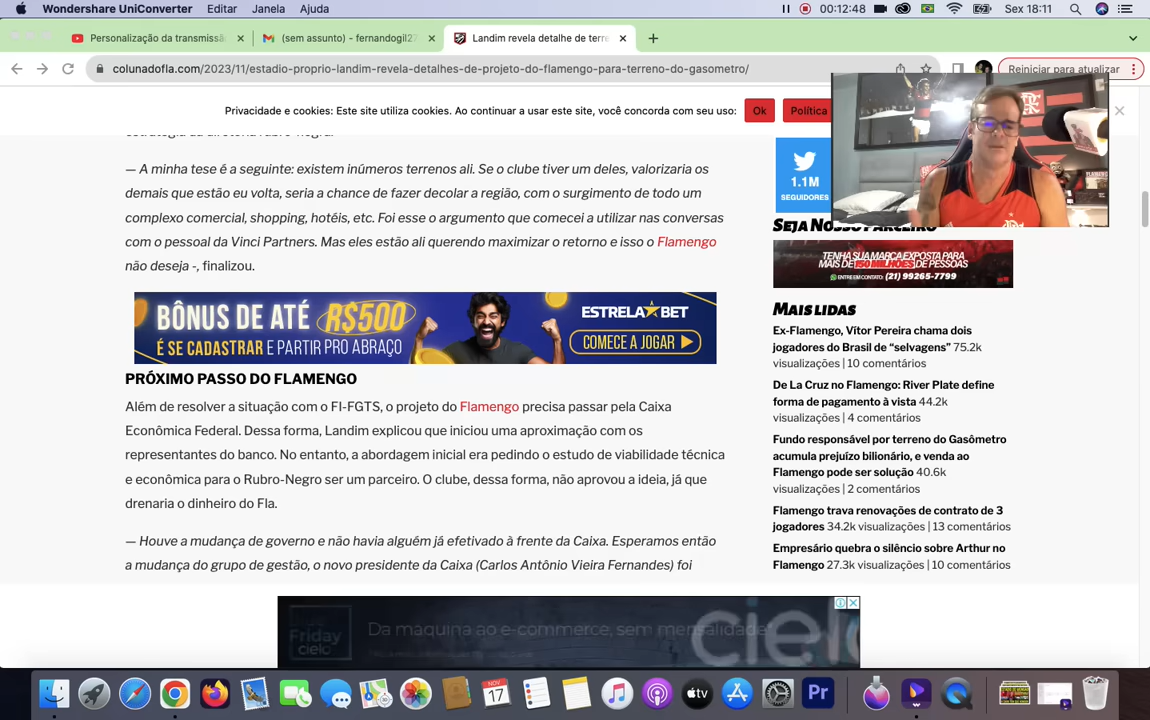 Wondershare UniConverter Editar Janela Ajuda 00:12:48 Sex 18:11
Personalização da transmissã
(sem assunto) - fernandogil2
Landim revela detalhe de terre
colunadofla.com/2023/11/estadio-proprio-landim-revela-detalhes-de-projeto-do-flamengo-para-terreno-do-gasometro/
Reiniciar para atualizar
Privacidade e cookies: Este site utiliza cookies. Ao continuar a usar este site, você concorda com seu uso: Ok Política
— A minha tese é a seguinte: existem inúmeros terrenos ali. Se o clube tiver um deles, valorizaria os
demais que estão eu volta, seria a chance de fazer decolar a região, com o surgimento de todo um
complexo comercial, shopping, hotéis, etc. Foi esse o argumento que comecei a utilizar nas conversas
com o pessoal da Vinci Partners. Mas eles estão ali querendo maximizar o retorno e isso o Flamengo
não deseja -, finalizou.
BÔNUS DE ATÉ R$500
É SE CADASTRAR E PARTIR PRO ABRAÇO
ESTRELA BET
COMECE A JOGAR
PRÓXIMO PASSO DO FLAMENGO
Além de resolver a situação com o FI-FGTS, o projeto do Flamengo precisa passar pela Caixa
Econômica Federal. Dessa forma, Landim explicou que iniciou uma aproximação com os
representantes do banco. No entanto, a abordagem inicial era pedindo o estudo de viabilidade técnica
e econômica para o Rubro-Negro ser um parceiro. O clube, dessa forma, não aprovou a ideia, já que
drenaria o dinheiro do Fla.
— Houve a mudança de governo e não havia alguém já efetivado à frente da Caixa. Esperamos então
a mudança do grupo de gestão, o novo presidente da Caixa (Carlos Antônio Vieira Fernandes) foi
1.1M
SEGUIDORES
SEJA NOSSO PARCEIRO
TENHA SUA MARCA EXPOSTA PARA
MAIS DE 150 MILHÕES DE PESSOAS
ENTRE EM CONTATO: (21) 99265-7799
MAIS LIDAS
Ex-Flamengo, Vítor Pereira chama dois
jogadores do Brasil de “selvagens” 75.2k
visualizações | 10 comentários
De La Cruz no Flamengo: River Plate define
forma de pagamento à vista 44.2k
visualizações | 4 comentários
Fundo responsável por terreno do Gasômetro
acumula prejuízo bilionário, e venda ao
Flamengo pode ser solução 40.6k
visualizações | 2 comentários
Flamengo trava renovações de contrato de 3
jogadores 34.2k visualizações | 13 comentários
Empresário quebra o silêncio sobre Arthur no
Flamengo 27.3k visualizações | 10 comentários
Friday
cielo
Da maquina ao e-commerce, sem mensalidade
cielo
NOV
17
tv
Pr